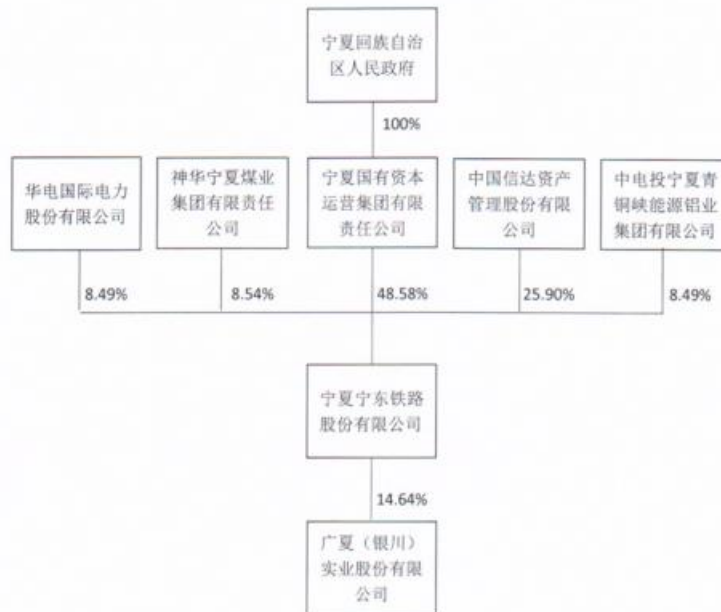 宁夏回族自治
区人民政府
100%
华电国际电力
股份有限公司
神华宁夏煤业
集团有限责任
公司
宁夏国有资本
运营集团有限
责任公司
中国信达资产
管理股份有限
公司
中电投宁夏青
铜峡能源铝业
集团有限公司
8.49%
8.54%
48.58%
25.90%
8.49%
宁夏宁东铁路
股份有限公司
14.64%
广夏（银川）
实业股份有限
公司